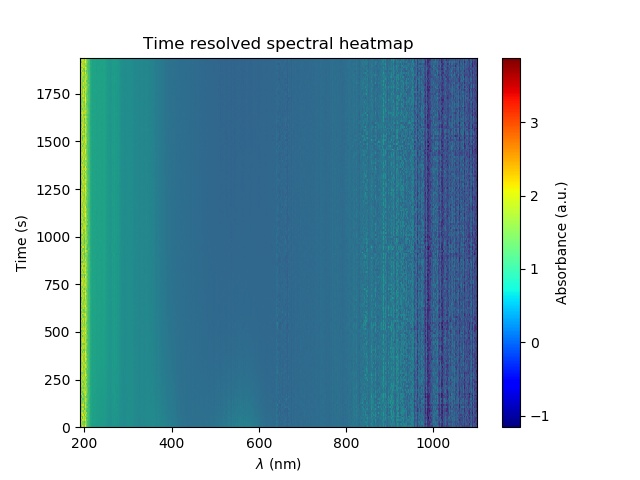 Time resolved spectral heatmap
Time (s)
1750
1500
1250
1000
750
500
250
0
200 400 600 800 1000
λ (nm)
3
2
1
0
−1
Absorbance (a.u.)